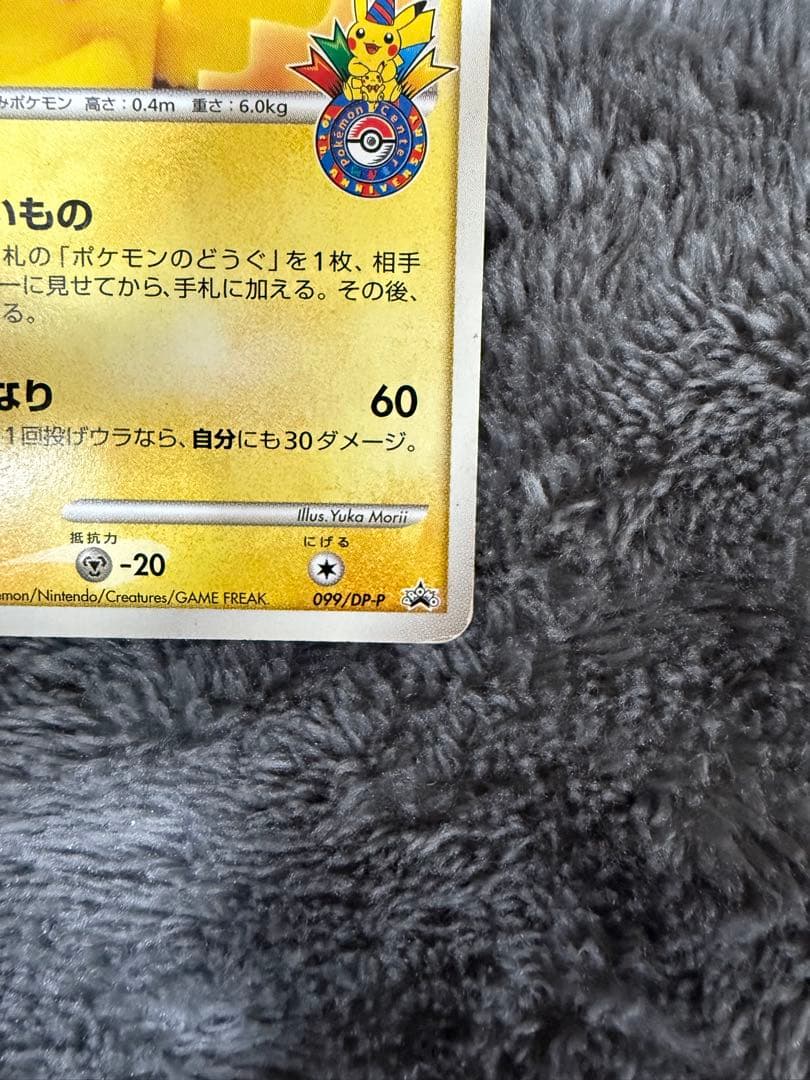 みポケモン 高さ：0.4m 重さ：6.0kg
Pokémon Center
10th ANNIVERSARY
いもの
札の「ポケモンのどうぐ」を1枚、相手
ーに見せてから、手札に加える。その後、
る。
なり 60
1回投げウラなら、自分にも30ダメージ。
Illus. Yuka Morii
抵抗力 にげる
-20
emon/Nintendo/Creatures/GAME FREAK. 099/DP-P PROMO